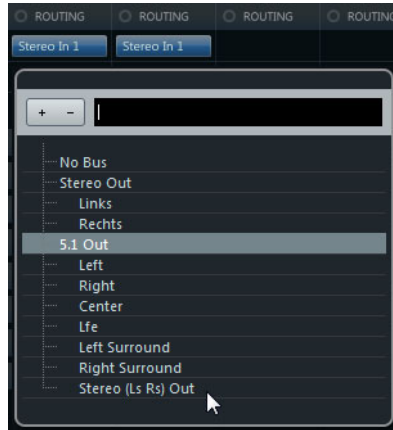 ROUTING ROUTING ROUTING ROUTING
Stereo In 1 Stereo In 1
+ -
No Bus
Stereo Out
Links
Rechts
5.1 Out
Left
Right
Center
Lfe
Left Surround
Right Surround
Stereo (Ls Rs) Out